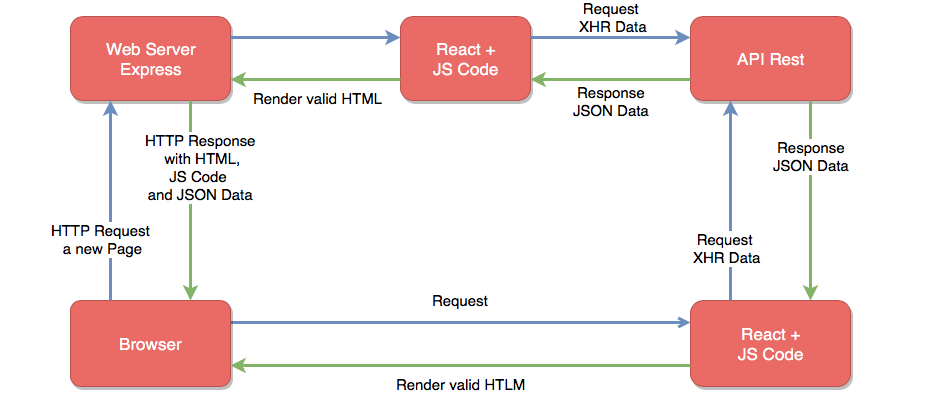 Web Server
Express
React +
JS Code
Request
XHR Data
API Rest
Render valid HTML
Response
JSON Data
HTTP Response
with HTML,
JS Code
and JSON Data
Response
JSON Data
HTTP Request
a new Page
Request
XHR Data
Browser
Request
React +
JS Code
Render valid HTLM